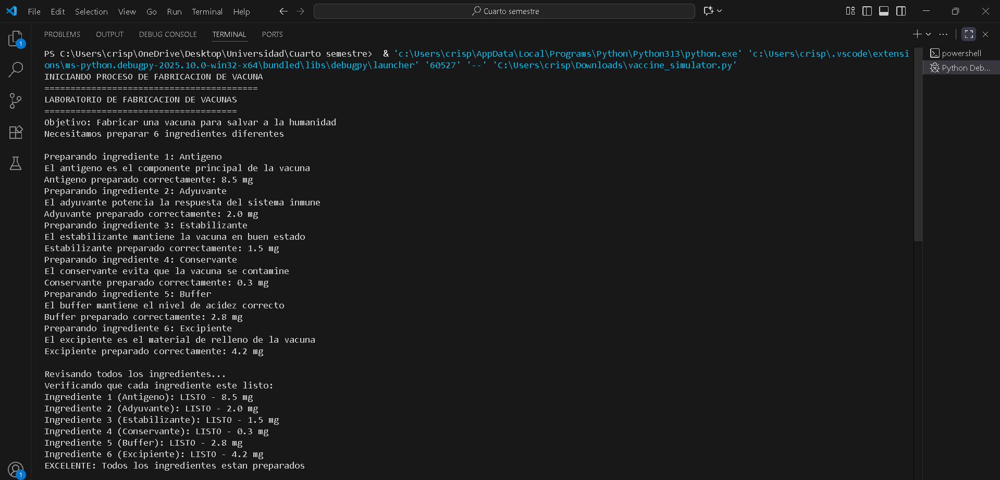 File Edit Selection View Go Run Terminal Help
Cuarto semestre
PROBLEMS OUTPUT DEBUG CONSOLE TERMINAL PORTS
1
powershell
Python Deb...
PS C:\Users\crisp\OneDrive\Desktop\Universidad\Cuarto semestre>  & 'c:\Users\crisp\AppData\Local\Programs\Python\Python313\python.exe' 'c:\Users\crisp\.vscode\extensi
ons\ms-python.debugpy-2025.10.0-win32-x64\bundled\libs\debugpy\launcher' '60527' '--' 'C:\Users\crisp\Downloads\vaccine_simulator.py'
INICIANDO PROCESO DE FABRICACION DE VACUNA
=========================================
LABORATORIO DE FABRICACION DE VACUNAS
=====================================
Objetivo: Fabricar una vacuna para salvar a la humanidad
Necesitamos preparar 6 ingredientes diferentes
Preparando ingrediente 1: Antigeno
El antigeno es el componente principal de la vacuna
Antigeno preparado correctamente: 8.5 mg
Preparando ingrediente 2: Adyuvante
El adyuvante potencia la respuesta del sistema inmune
Adyuvante preparado correctamente: 2.0 mg
Preparando ingrediente 3: Estabilizante
El estabilizante mantiene la vacuna en buen estado
Estabilizante preparado correctamente: 1.5 mg
Preparando ingrediente 4: Conservante
El conservante evita que la vacuna se contamine
Conservante preparado correctamente: 0.3 mg
Preparando ingrediente 5: Buffer
El buffer mantiene el nivel de acidez correcto
Buffer preparado correctamente: 2.8 mg
Preparando ingrediente 6: Excipiente
El excipiente es el material de relleno de la vacuna
Excipiente preparado correctamente: 4.2 mg
Revisando todos los ingredientes...
Verificando que cada ingrediente este listo:
Ingrediente 1 (Antigeno): LISTO - 8.5 mg
Ingrediente 2 (Adyuvante): LISTO - 2.0 mg
Ingrediente 3 (Estabilizante): LISTO - 1.5 mg
Ingrediente 4 (Conservante): LISTO - 0.3 mg
Ingrediente 5 (Buffer): LISTO - 2.8 mg
Ingrediente 6 (Excipiente): LISTO - 4.2 mg
EXCELENTE: Todos los ingredientes estan preparados
1